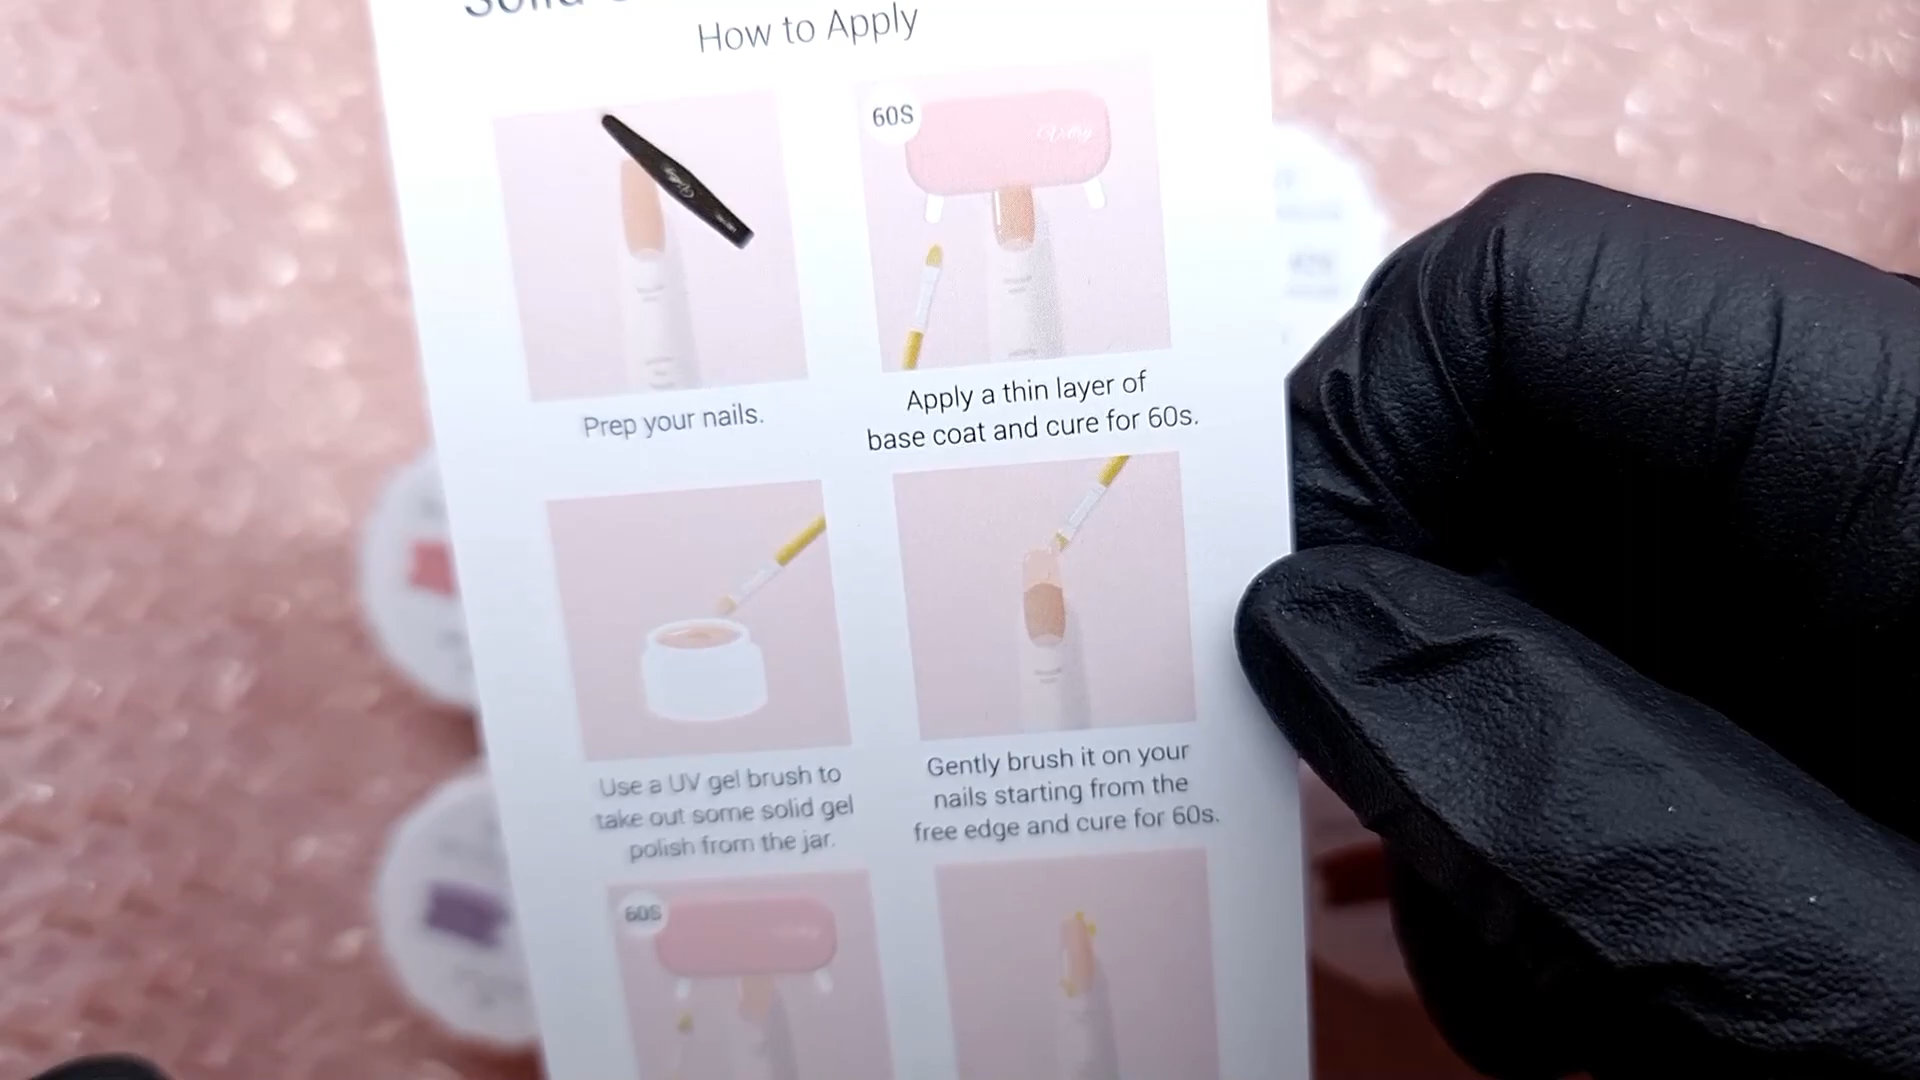 Solid
How to Apply
60S
Prep your nails.
Apply a thin layer of
base coat and cure for 60s.
Use a UV gel brush to
take out some solid gel
polish from the jar.
Gently brush it on your
nails starting from the
free edge and cure for 60s.
60S